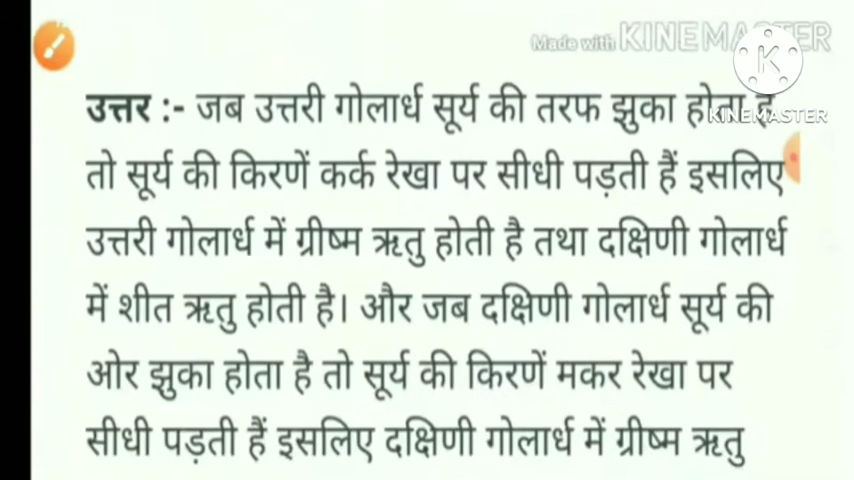 Made with KINEMASTER
KINEMASTER
उत्तर :- जब उत्तरी गोलार्ध सूर्य की तरफ झुका होता है
तो सूर्य की किरणें कर्क रेखा पर सीधी पड़ती हैं इसलिए
उत्तरी गोलार्ध में ग्रीष्म ऋतु होती है तथा दक्षिणी गोलार्ध
में शीत ऋतु होती है। और जब दक्षिणी गोलार्ध सूर्य की
ओर झुका होता है तो सूर्य की किरणें मकर रेखा पर
सीधी पड़ती हैं इसलिए दक्षिणी गोलार्ध में ग्रीष्म ऋतु